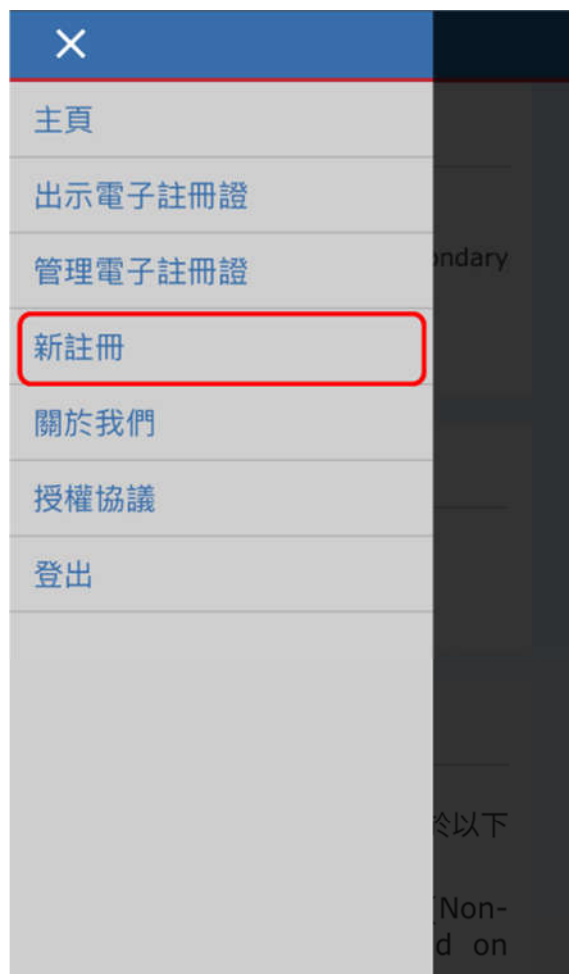 主頁
出示電子註冊證
管理電子註冊證
ondary
新註冊
關於我們
授權協議
登出
於以下
[Non-
d on